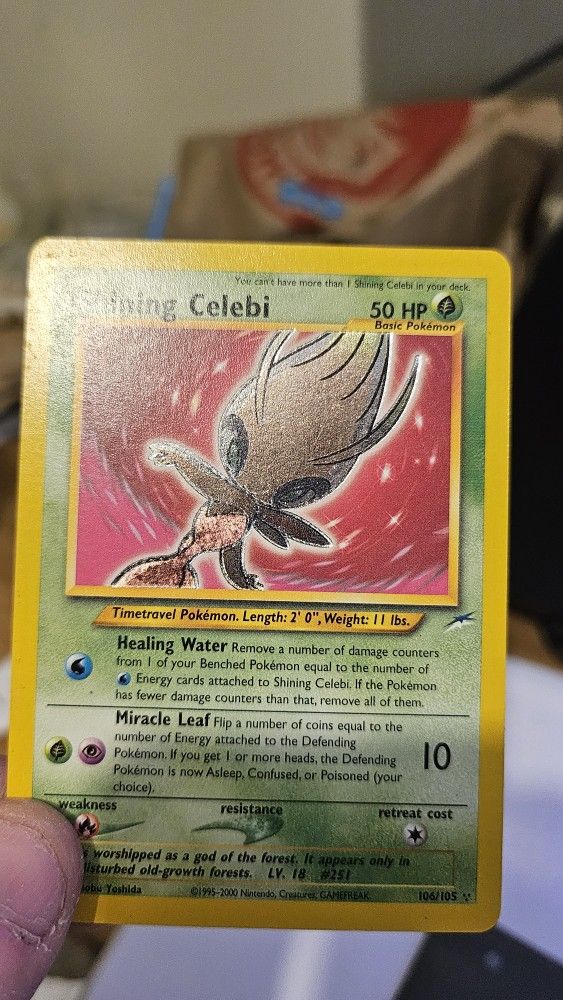 You can't have more than 1 Shining Celebi in your deck.
ining Celebi 50 HP
Basic Pokémon
Timetravel Pokémon. Length: 2' 0", Weight: 11 lbs.
Healing Water Remove a number of damage counters
from 1 of your Benched Pokémon equal to the number of
Energy cards attached to Shining Celebi. If the Pokémon
has fewer damage counters than that, remove all of them.
Miracle Leaf Flip a number of coins equal to the
number of Energy attached to the Defending
Pokémon. If you get 1 or more heads, the Defending 10
Pokémon is now Asleep, Confused, or Poisoned (your
choice).
weakness resistance retreat cost
s worshipped as a god of the forest. It appears only in
isturbed old-growth forests. LV. 18 #251
obu Yoshida ©1995-2000 Nintendo, Creatures, GAMEFREAK. 106/105